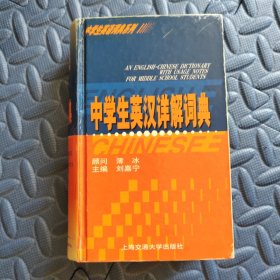 AN ENGLISH-CHINESE DICTIONARY
WITH USAGE NOTES
FOR MIDDLE SCHOOL STUDENTS
中学生英汉详解词典
CHINESE
顾问 薄冰
主编 刘嘉宁
上海交通大学出版社